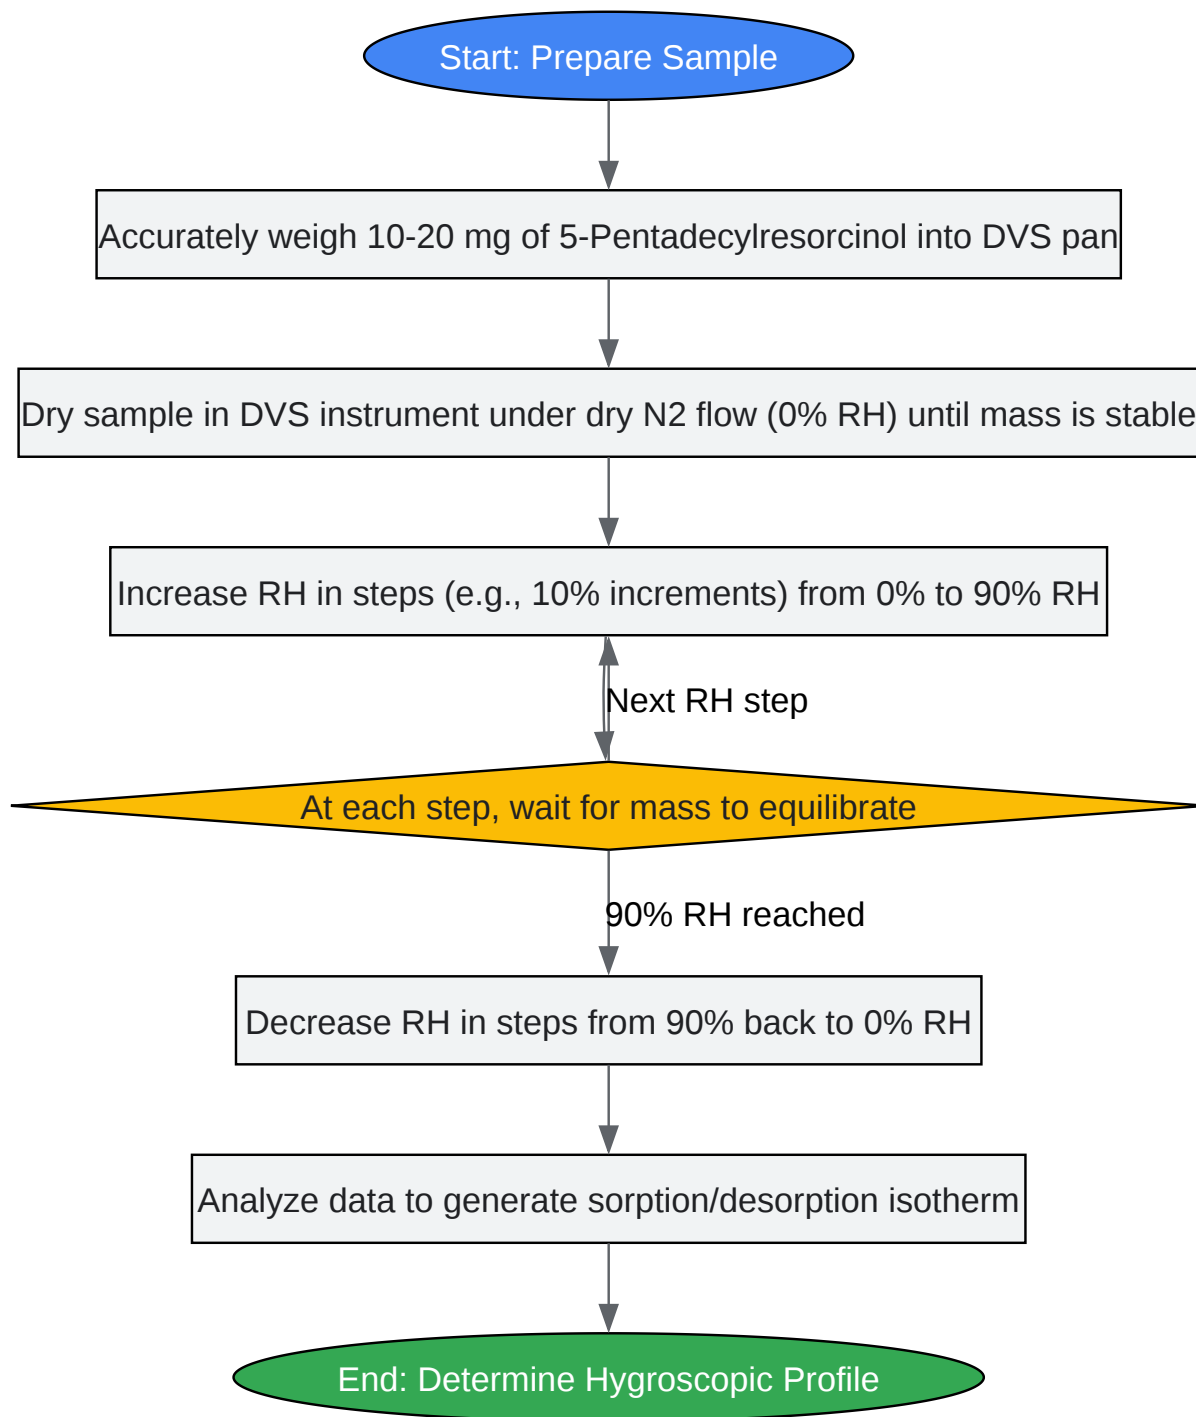 Start: Prepare Sample
Accurately weigh 10-20 mg of 5-Pentadecylresorcinol into DVS pan
Dry sample in DVS instrument under dry N2 flow (0% RH) until mass is stable
Increase RH in steps (e.g., 10% increments) from 0% to 90% RH
Next RH step
At each step, wait for mass to equilibrate
90% RH reached
Decrease RH in steps from 90% back to 0% RH
Analyze data to generate sorption/desorption isotherm
End: Determine Hygroscopic Profile